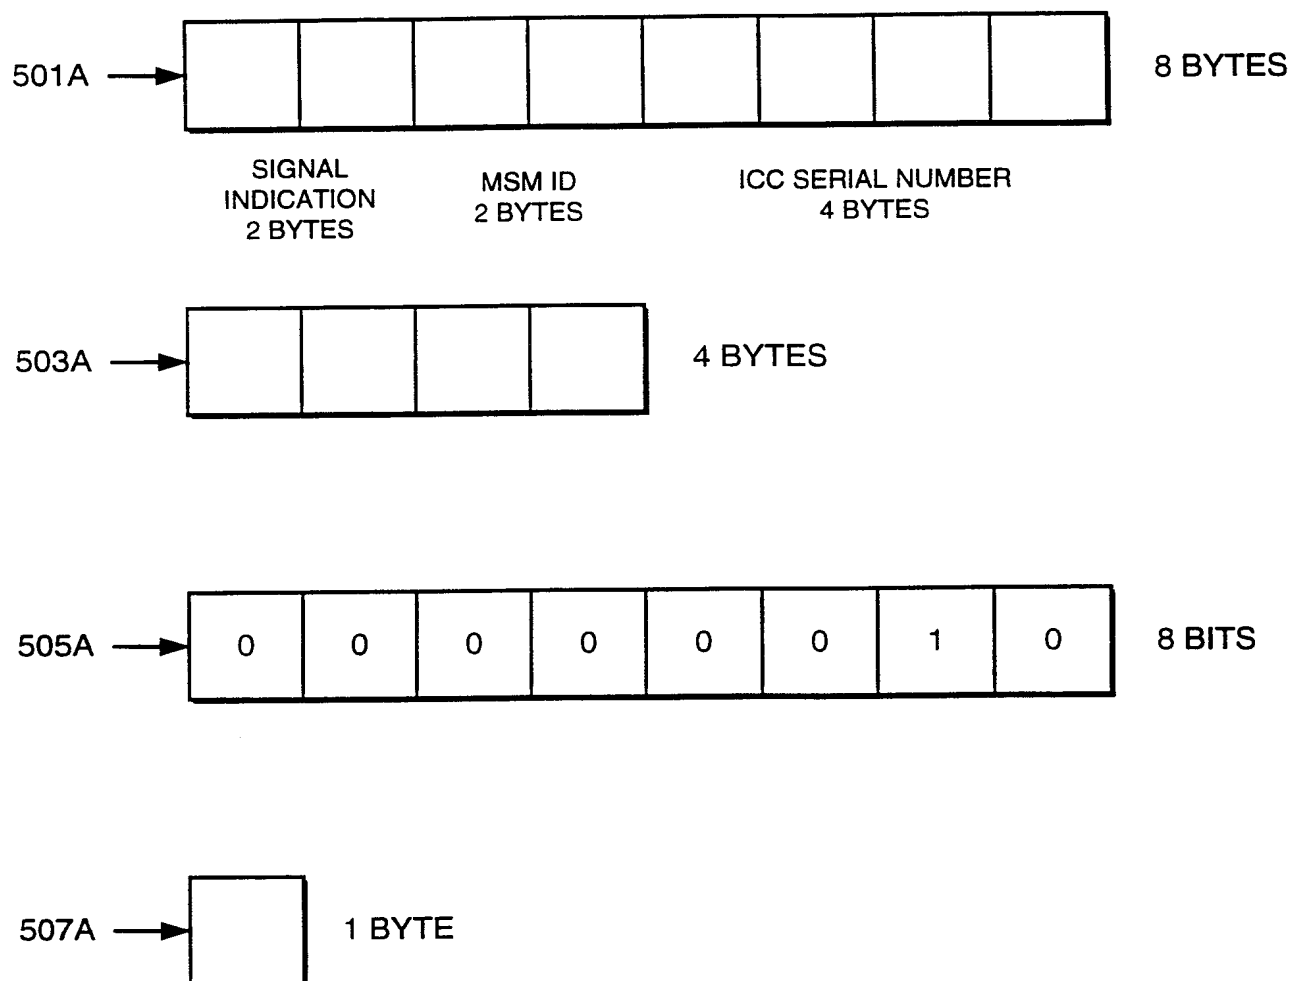 501A
8 BYTES
SIGNAL
INDICATION
2 BYTES
MSM ID
2 BYTES
ICC SERIAL NUMBER
4 BYTES
503A
4 BYTES
505A
0 0 0 0 0 0 1 0
8 BITS
507A
1 BYTE